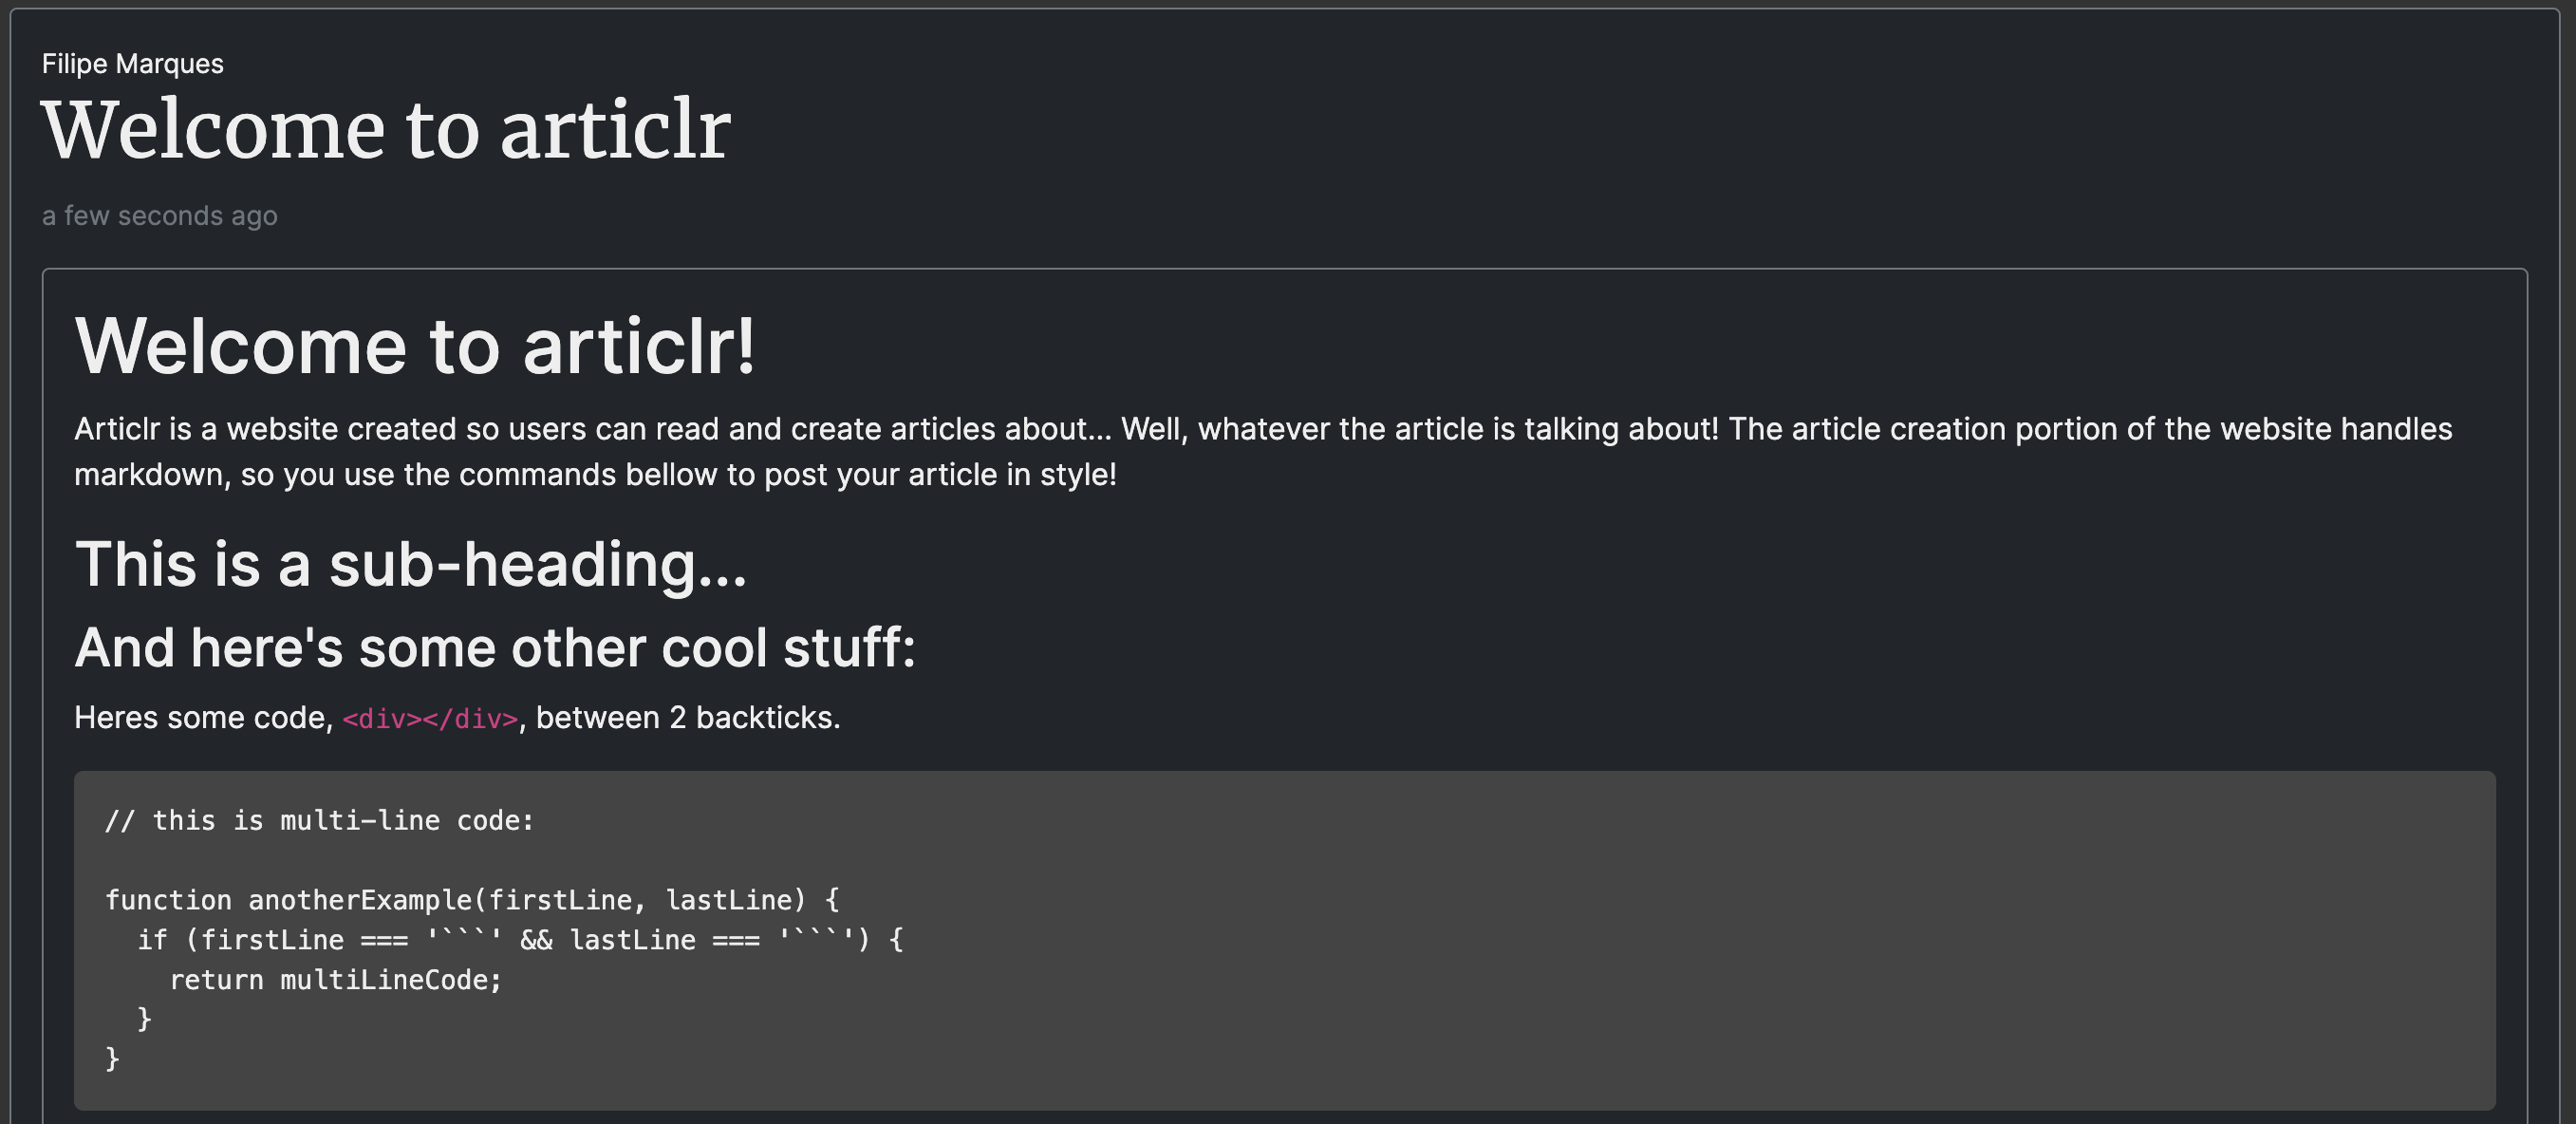 Filipe Marques
Welcome to articlr
a few seconds ago
Welcome to articlr!
Articlr is a website created so users can read and create articles about... Well, whatever the article is talking about! The article creation portion of the website handles
markdown, so you use the commands bellow to post your article in style!
This is a sub-heading...
And here's some other cool stuff:
Heres some code, <div></div>, between 2 backticks.
// this is multi-line code:
function anotherExample(firstLine, lastLine) {
  if (firstLine === '```' && lastLine === '```') {
    return multiLineCode;
  }
}